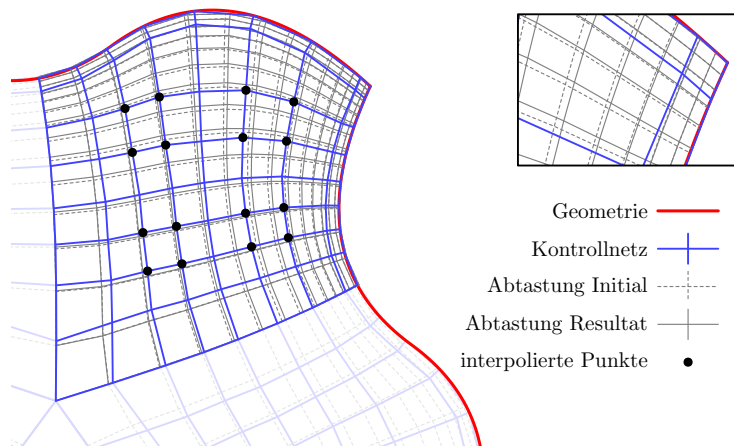 Geometrie
Kontrollnetz
Abtastung Initial
Abtastung Resultat
interpolierte Punkte